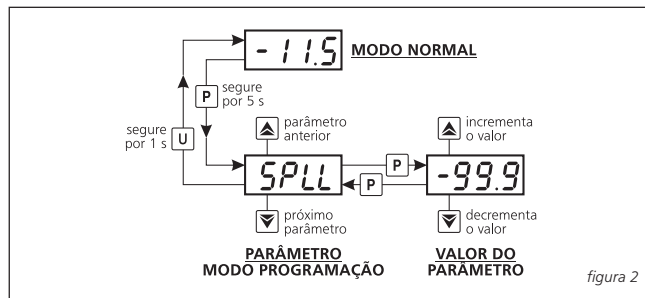 -11.5
MODO NORMAL
P
segure
por 5 s
segure
por 1 s
U
parâmetro
anterior
incrementa
o valor
SPLL
P
P
-99.9
próximo
parâmetro
decrementa
o valor
PARÂMETRO
MODO PROGRAMAÇÃO
VALOR DO
PARÂMETRO
figura 2